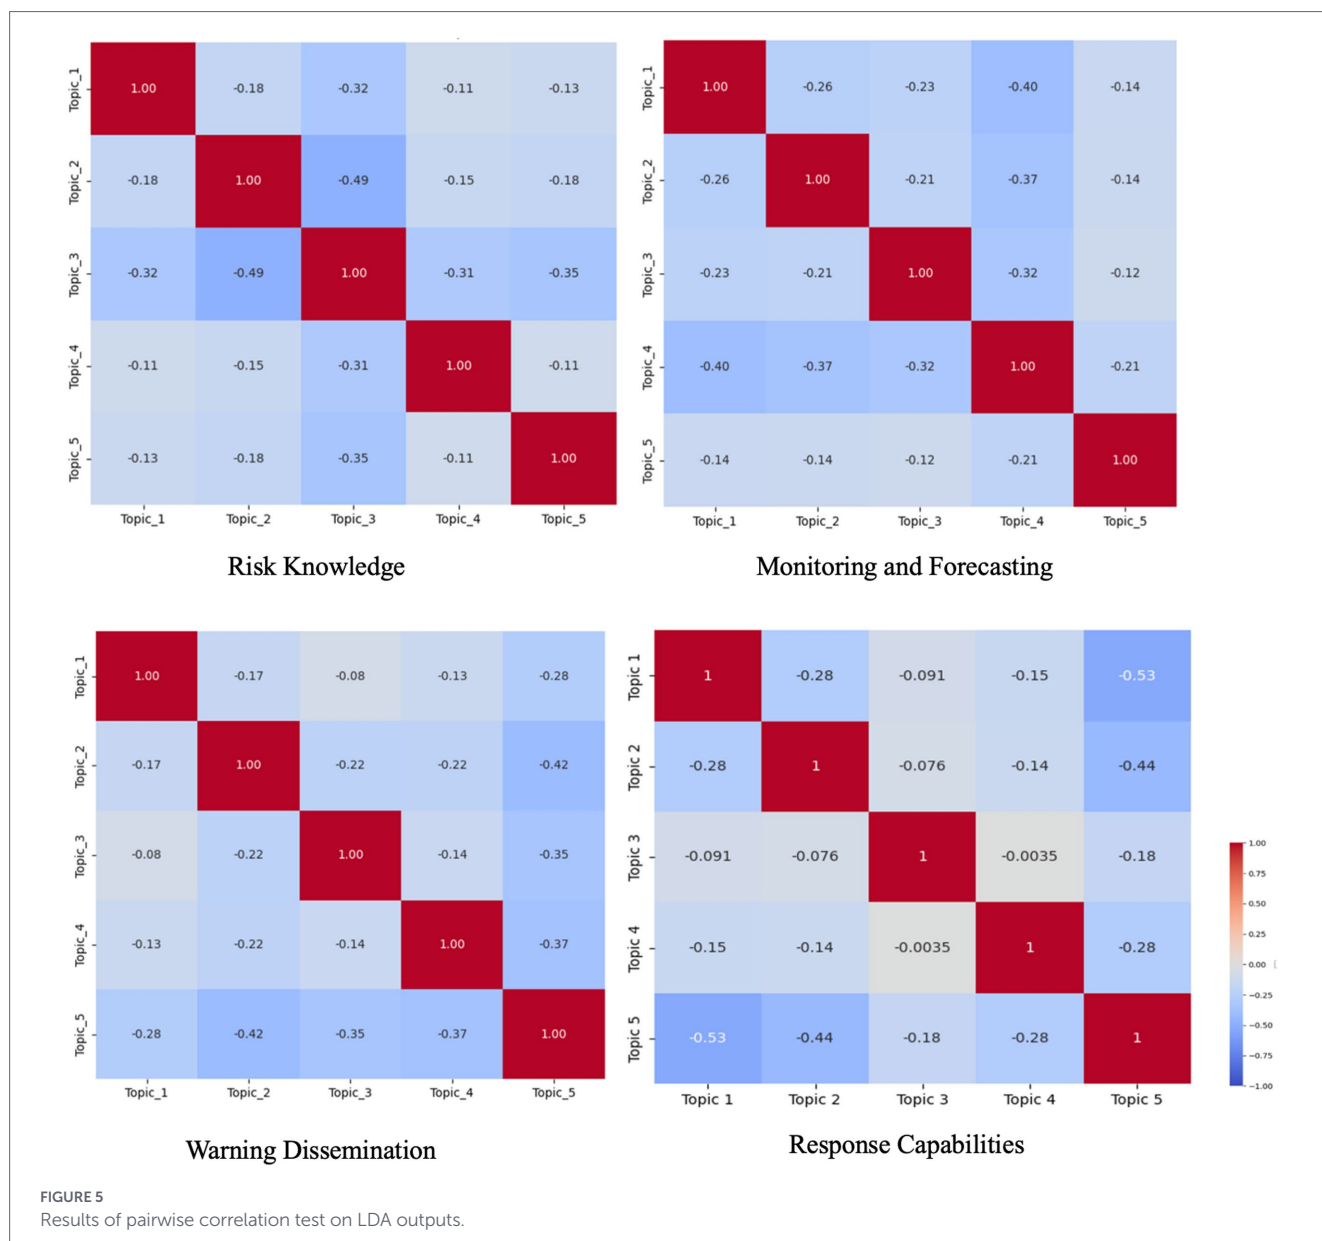 Topic_1 1.00 -0.18 -0.32 -0.11 -0.13
Topic_2 -0.18 1.00 -0.49 -0.15 -0.18
Topic_3 -0.32 -0.49 1.00 -0.31 -0.35
Topic_4 -0.11 -0.15 -0.31 1.00 -0.11
Topic_5 -0.13 -0.18 -0.35 -0.11 1.00
Topic_1 Topic_2 Topic_3 Topic_4 Topic_5
Risk Knowledge
Topic_1 1.00 -0.26 -0.23 -0.40 -0.14
Topic_2 -0.26 1.00 -0.21 -0.37 -0.14
Topic_3 -0.23 -0.21 1.00 -0.32 -0.12
Topic_4 -0.40 -0.37 -0.32 1.00 -0.21
Topic_5 -0.14 -0.14 -0.12 -0.21 1.00
Topic_1 Topic_2 Topic_3 Topic_4 Topic_5
Monitoring and Forecasting
Topic_1 1.00 -0.17 -0.08 -0.13 -0.28
Topic_2 -0.17 1.00 -0.22 -0.22 -0.42
Topic_3 -0.08 -0.22 1.00 -0.14 -0.35
Topic_4 -0.13 -0.22 -0.14 1.00 -0.37
Topic_5 -0.28 -0.42 -0.35 -0.37 1.00
Topic_1 Topic_2 Topic_3 Topic_4 Topic_5
Warning Dissemination
Topic 1 1 -0.28 -0.091 -0.15 -0.53
Topic 2 -0.28 1 -0.076 -0.14 -0.44
Topic 3 -0.091 -0.076 1 -0.0035 -0.18
Topic 4 -0.15 -0.14 -0.0035 1 -0.28
Topic 5 -0.53 -0.44 -0.18 -0.28 1
Topic 1 Topic 2 Topic 3 Topic 4 Topic 5
Response Capabilities
1.00
0.75
0.50
0.25
0.00
-0.25
-0.50
-0.75
-1.00
FIGURE 5
Results of pairwise correlation test on LDA outputs.